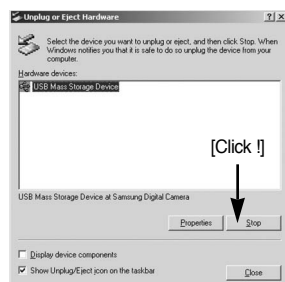 Unplug or Eject Hardware
Select the device you want to unplug or eject, and then click Stop. When
Windows notifies you that it is safe to do so unplug the device from your
computer.
Hardware devices:
USB Mass Storage Device
[Click !]
USB Mass Storage Device at Samsung Digital Camera
Properties Stop
Display device components
Show Unplug/Eject icon on the taskbar
Close